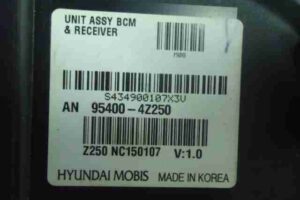 UNIT ASSY BCM
& RECEIVER
S434900107X3V
AN 95400-4Z250
Z250 NC150107 V:1.0
HYUNDAI MOBIS MADE IN KOREA